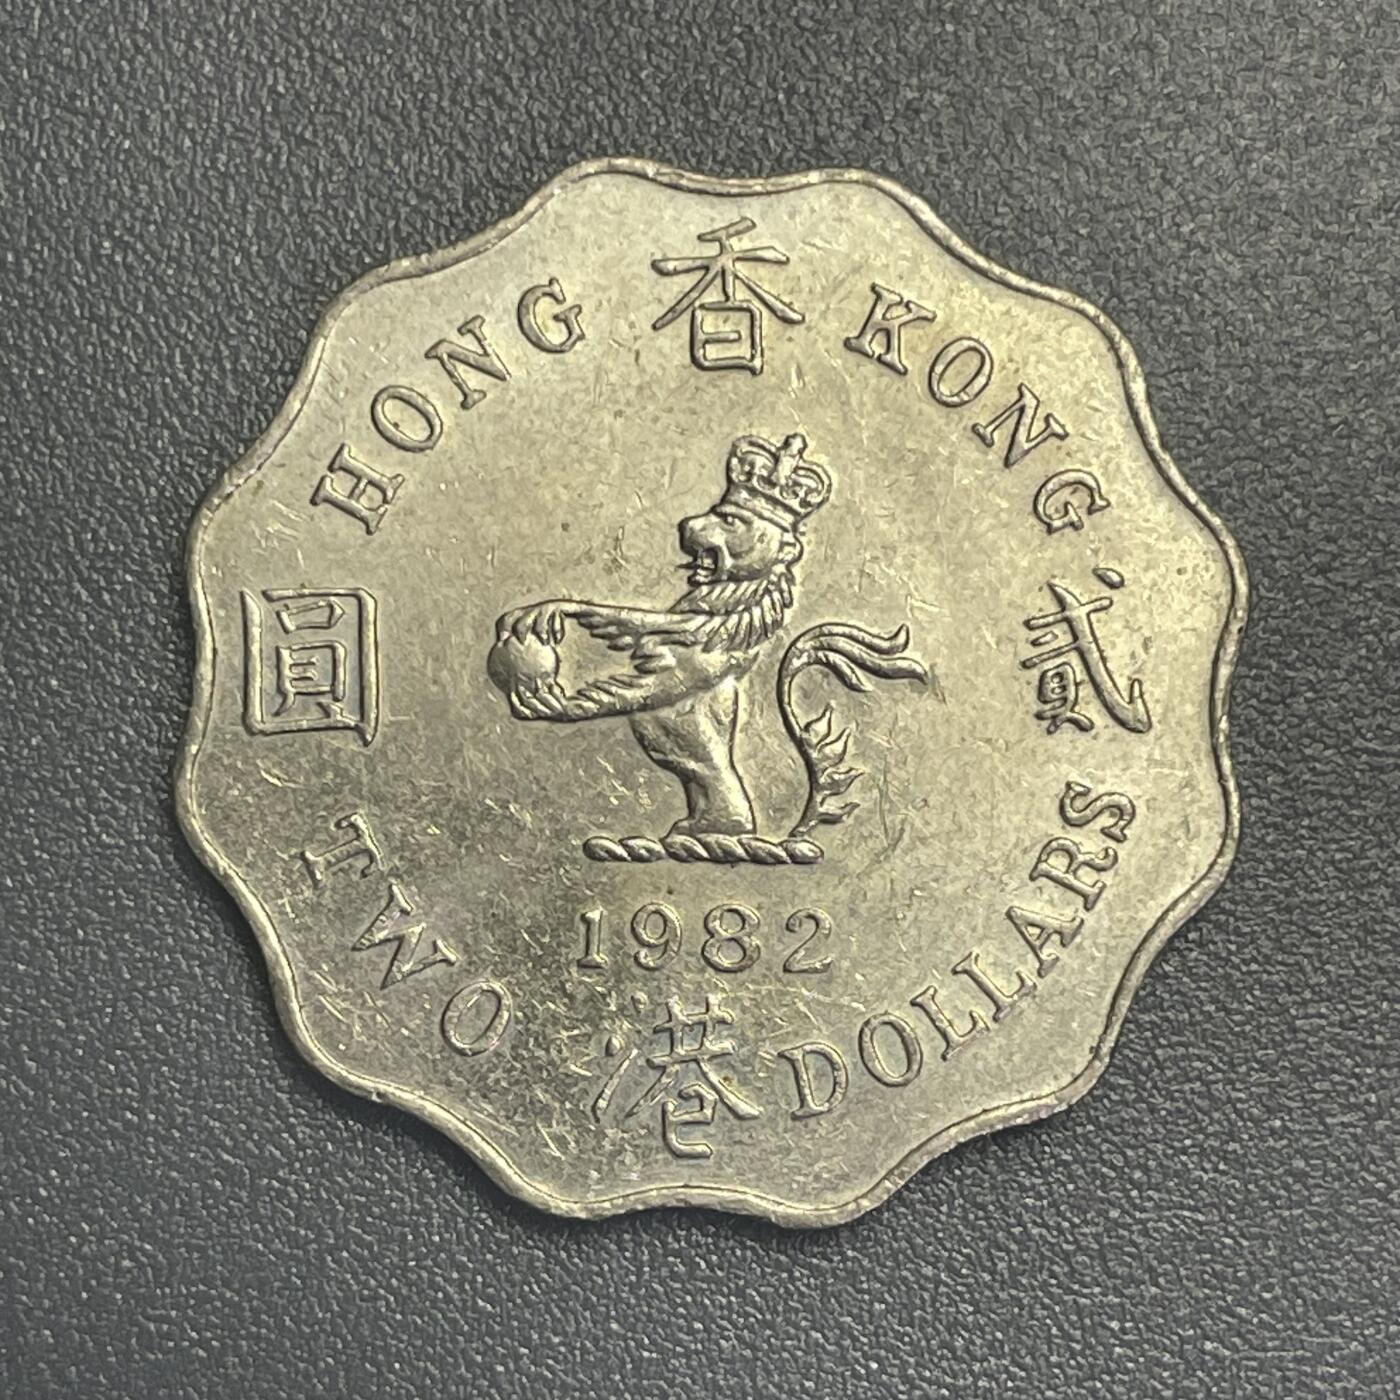 HONG KONG
香港
貳圓
TWO DOLLARS
1982